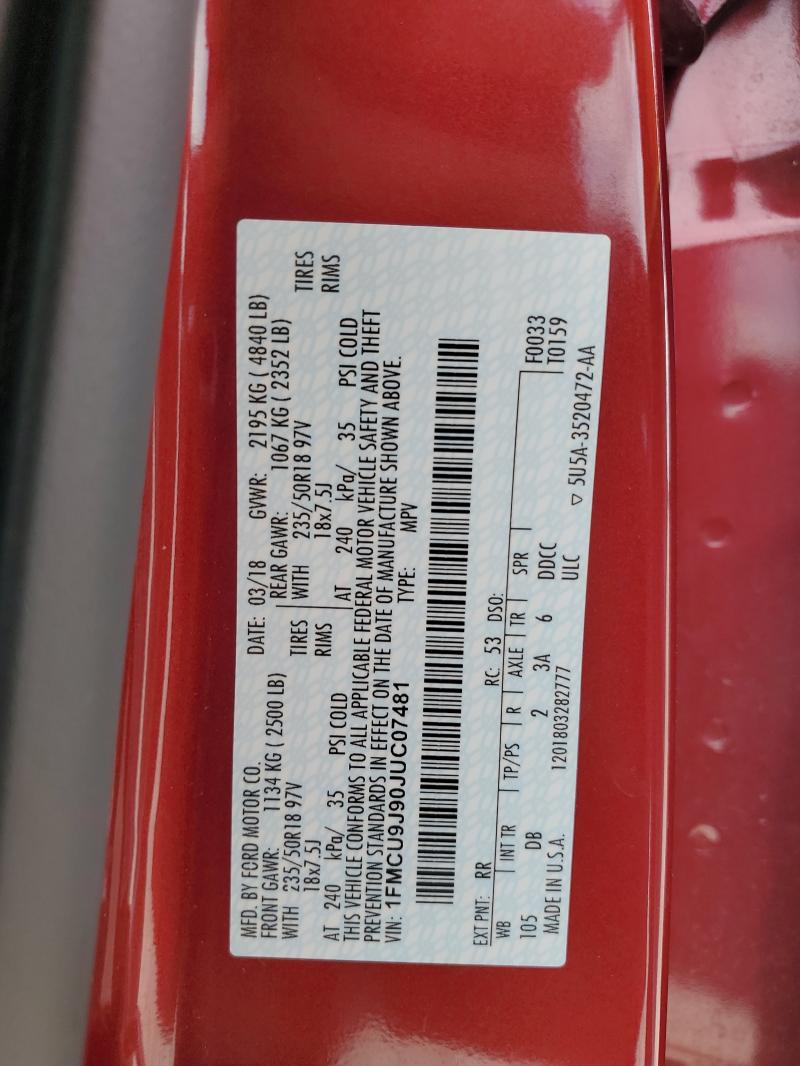 MFD. BY FORD MOTOR CO. DATE: 03/18 GVWR: 2195 KG ( 4840 LB)
FRONT GAWR: 1134 KG ( 2500 LB) REAR GAWR: 1067 KG ( 2352 LB)
WITH 235/50R18 97V TIRES WITH 235/50R18 97V TIRES
18x7.5J RIMS 18x7.5J RIMS
AT 240 kPa/ 35 PSI COLD AT 240 kPa/ 35 PSI COLD
THIS VEHICLE CONFORMS TO ALL APPLICABLE FEDERAL MOTOR VEHICLE SAFETY AND THEFT
PREVENTION STANDARDS IN EFFECT ON THE DATE OF MANUFACTURE SHOWN ABOVE.
VIN: 1FMCU9J90JUC07481 TYPE: MPV
EXT PNT: RR RC: 53 DSO:
WB INT TR TP/PS R AXLE TR SPR F0033
105 DB 2 3A 6 DDCC T0159
MADE IN U.S.A. 1201803282777 ULC ▽ 5U5A-3520472-AA